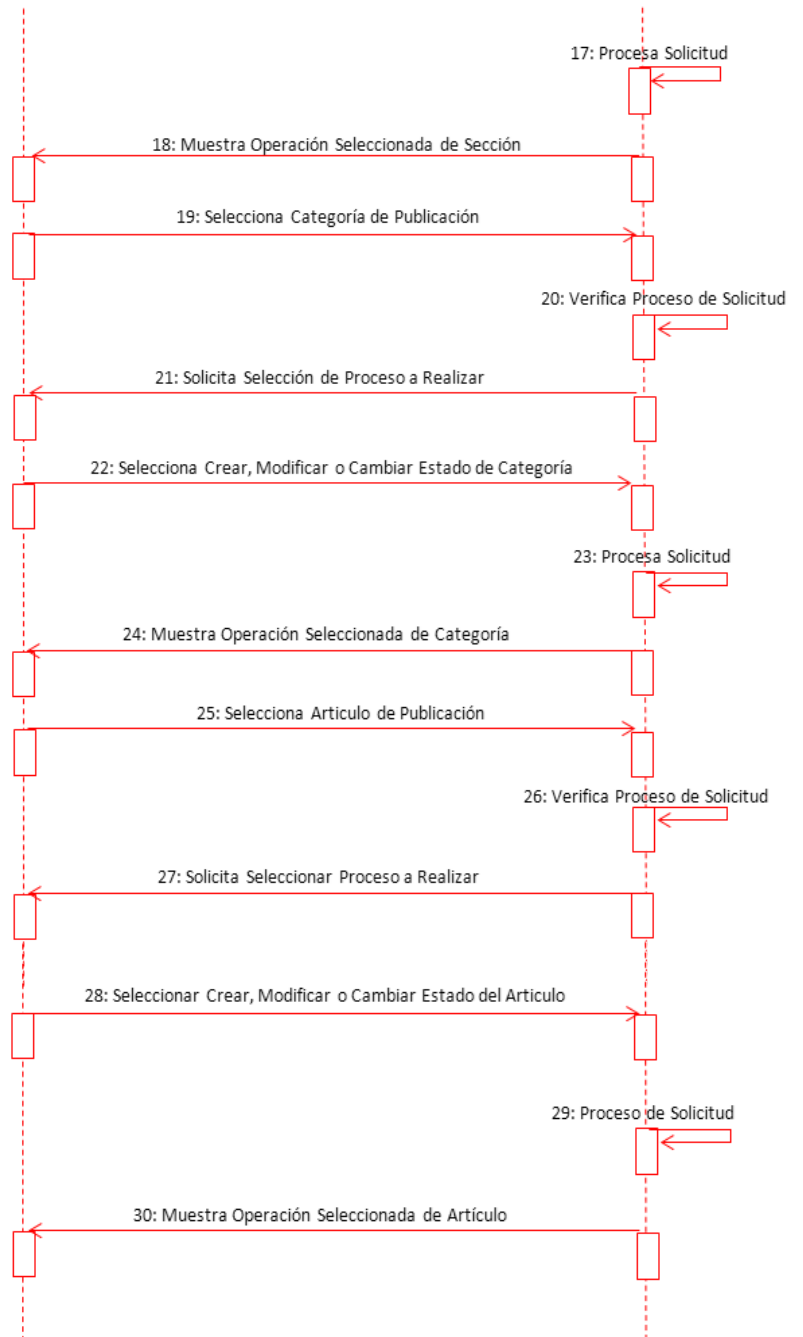 17: Procesa Solicitud
18: Muestra Operación Seleccionada de Sección
19: Selecciona Categoría de Publicación
20: Verifica Proceso de Solicitud
21: Solicita Selección de Proceso a Realizar
22: Selecciona Crear, Modificar o Cambiar Estado de Categoría
23: Procesa Solicitud
24: Muestra Operación Seleccionada de Categoría
25: Selecciona Articulo de Publicación
26: Verifica Proceso de Solicitud
27: Solicita Seleccionar Proceso a Realizar
28: Seleccionar Crear, Modificar o Cambiar Estado del Articulo
29: Proceso de Solicitud
30: Muestra Operación Seleccionada de Artículo